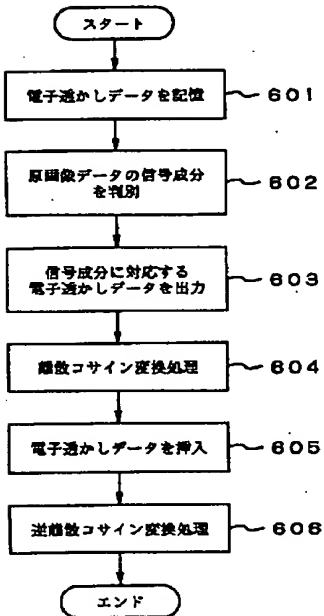 スタート
電子透かしデータを記憶
601
原画像データの信号成分
を判別
602
信号成分に対応する
電子透かしデータを出力
603
離散コサイン変換処理
604
電子透かしデータを挿入
605
逆離散コサイン変換処理
606
エンド